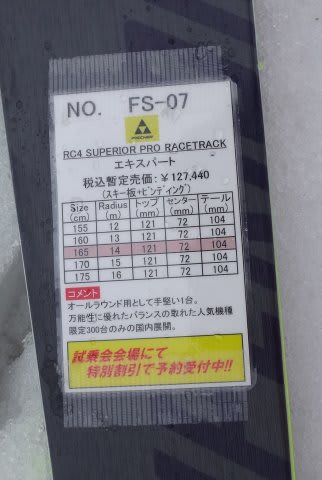 NO. FS-07
FISCHER
RC4 SUPERIOR PRO RACETRACK
エキスパート
税込暫定売価：￥127,440
(スキー板+ビンディング)
Size (cm) Radius (m) トップ (mm) センター (mm) テール (mm)
155 12 121 72 104
160 13 121 72 104
165 14 121 72 104
170 15 121 72 104
175 16 121 72 104
コメント
オールラウンド用として手堅い1台。
万能性に優れたバランスの取れた人気機種
限定300台のみの国内展開。
試乗会会場にて
特別割引で予約受付中!!